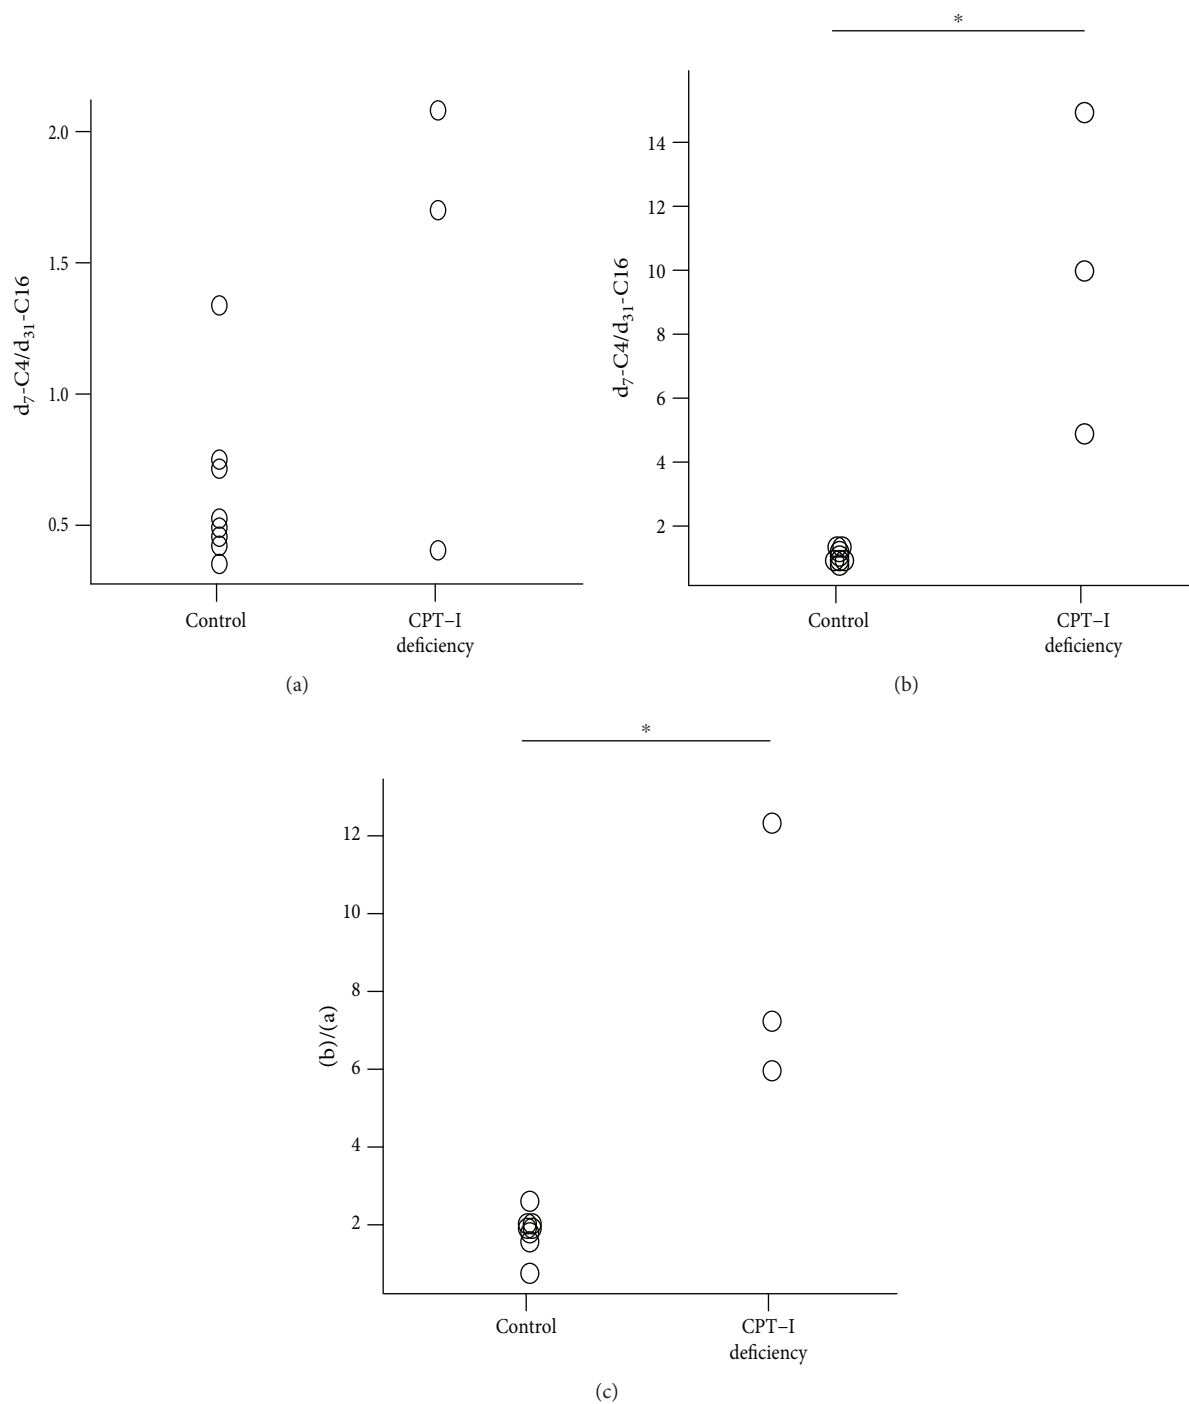 *
2.0
1.5
1.0
0.5
d7-C4/d31-C16
Control
CPT–I
deficiency
(a)
14
12
10
8
6
4
2
d7-C4/d31-C16
Control
CPT–I
deficiency
(b)
*
12
10
8
6
4
2
(b)/(a)
Control
CPT–I
deficiency
(c)